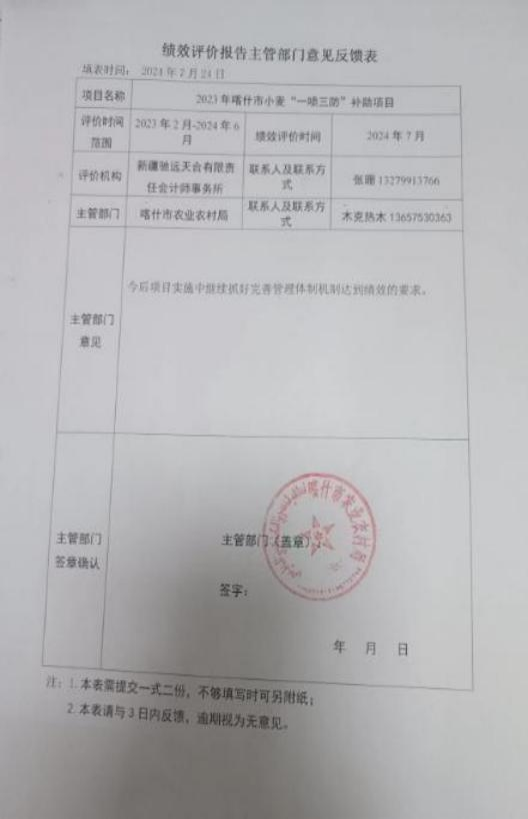 绩效评价报告主管部门意见反馈表
填表时间: 2024年7月24日
项目名称 2023年喀什市小麦“一喷三防”补助项目
评价时间范围 2023年2月-2024年6月 绩效评价时间 2024年7月
评价机构 新疆驰远天合有限责任会计师事务所 联系人及联系方式 张珊 13279913766
主管部门 喀什市农业农村局 联系人及联系方式 木克热木 13657530363
主管部门意见 今后项目实施中继续抓好完善管理体制机制达到绩效的要求。
主管部门签章确认
主管部门(盖章):
喀什市农业农村局
签字:
年 月 日
注: 1.本表需提交一式二份,不够填写时可另附纸;
2.本表请与3日内反馈,逾期视为无意见。